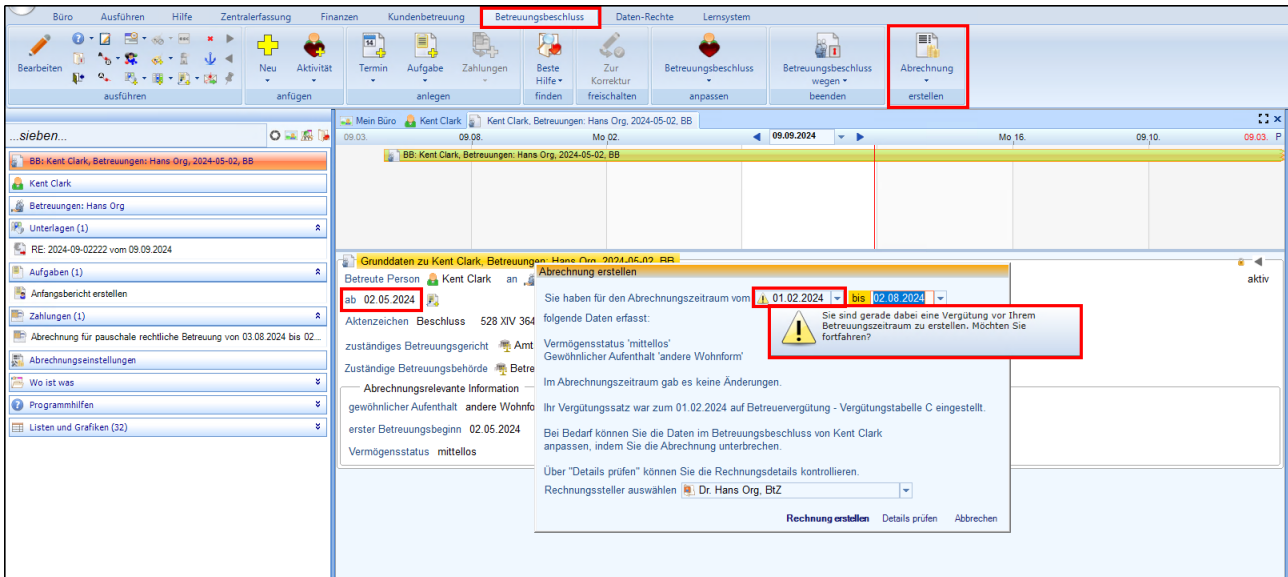 Büro Ausführen Hilfe Zentralerfassung Finanzen Kundenbetreuung Betreuungsbeschluss Daten-Rechte Lernsystem
Bearbeiten Neu Aktivität Termin Aufgabe Zahlungen Beste Hilfe Zur Korrektur Betreuungsbeschluss Betreuungsbeschluss wegen Abrechnung
ausführen anfügen anlegen finden freischalten anpassen beenden erstellen
...sieben...
BB: Kent Clark, Betreuungen: Hans Org, 2024-05-02, BB
Kent Clark
Betreuungen: Hans Org
Unterlagen (1)
RE: 2024-09-02222 vom 09.09.2024
Aufgaben (1)
Anfangsbericht erstellen
Zahlungen (1)
Abrechnung für pauschale rechtliche Betreuung von 03.08.2024 bis 02...
Abrechnungseinstellungen
Wo ist was
Programmhilfen
Listen und Grafiken (32)
Mein Büro Kent Clark Kent Clark, Betreuungen: Hans Org, 2024-05-02, BB
09.03. 09.08. Mo 02. 09.09.2024 Mo 16. 09.10. 09.03. P
BB: Kent Clark, Betreuungen: Hans Org, 2024-05-02, BB
Grunddaten zu Kent Clark, Betreuungen: Hans Org, 2024-05-02, BB
Betreute Person Kent Clark an
aktiv
ab 02.05.2024
Aktenzeichen Beschluss 528 XIV 364
zuständiges Betreuungsgericht Amt
Zuständige Betreuungsbehörde Betre
Abrechnungsrelevante Information
gewöhnlicher Aufenthalt andere Wohnfo
erster Betreuungsbeginn 02.05.2024
Vermögensstatus mittellos
Abrechnung erstellen
Sie haben für den Abrechnungszeitraum vom 01.02.2024 bis 02.08.2024
folgende Daten erfasst:
Sie sind gerade dabei eine Vergütung vor Ihrem
Betreuungszeitraum zu erstellen. Möchten Sie
fortfahren?
Vermögensstatus 'mittellos'
Gewöhnlicher Aufenthalt 'andere Wohnform'
Im Abrechnungszeitraum gab es keine Änderungen.
Ihr Vergütungssatz war zum 01.02.2024 auf Betreuervergütung - Vergütungstabelle C eingestellt.
Bei Bedarf können Sie die Daten im Betreuungsbeschluss von Kent Clark
anpassen, indem Sie die Abrechnung unterbrechen.
Über "Details prüfen" können Sie die Rechnungsdetails kontrollieren.
Rechnungssteller auswählen Dr. Hans Org, BtZ
Rechnung erstellen Details prüfen Abbrechen